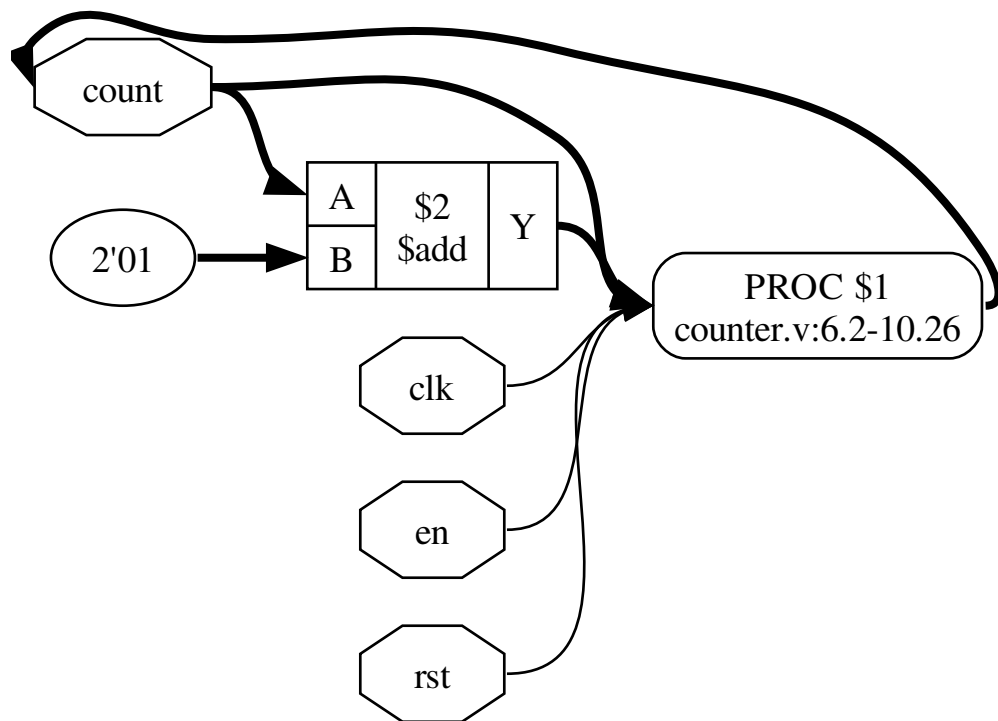 count
2'01
A
B
$2
$add
Y
PROC $1
counter.v:6.2-10.26
clk
en
rst